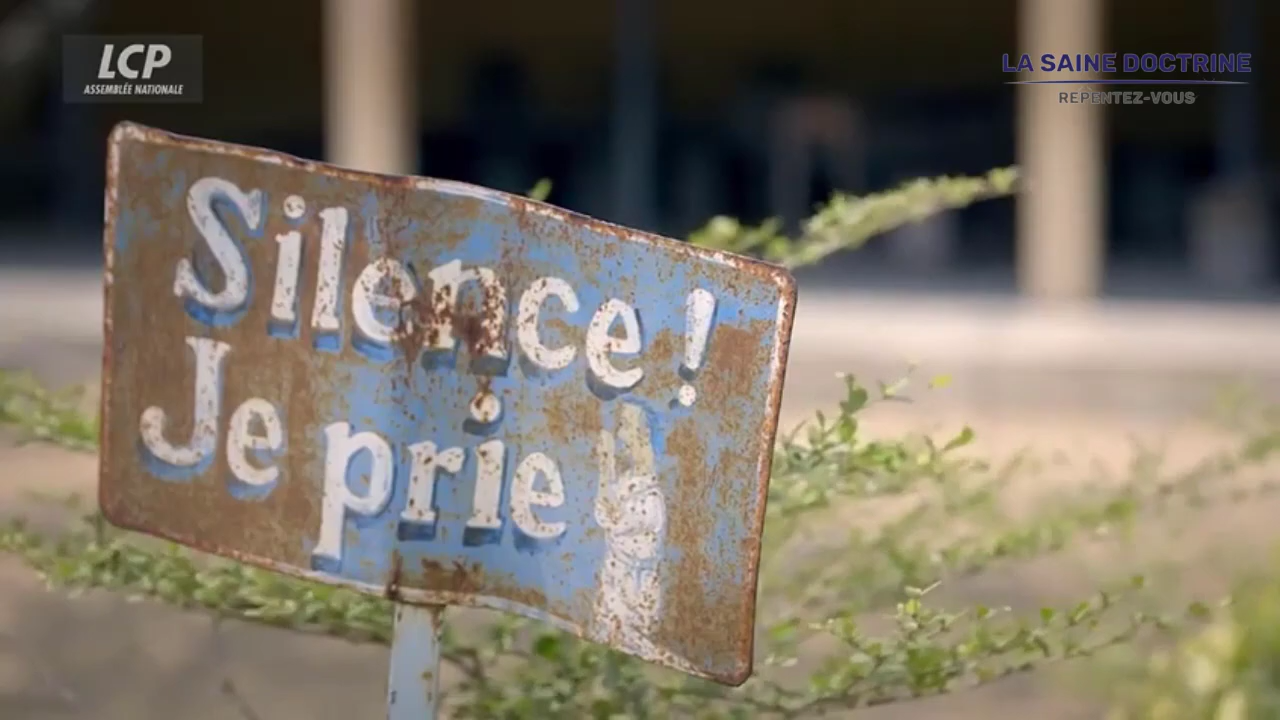 LCP
ASSEMBLÉE NATIONALE
LA SAINE DOCTRINE
REPENTEZ-VOUS
Silence !
Je prie